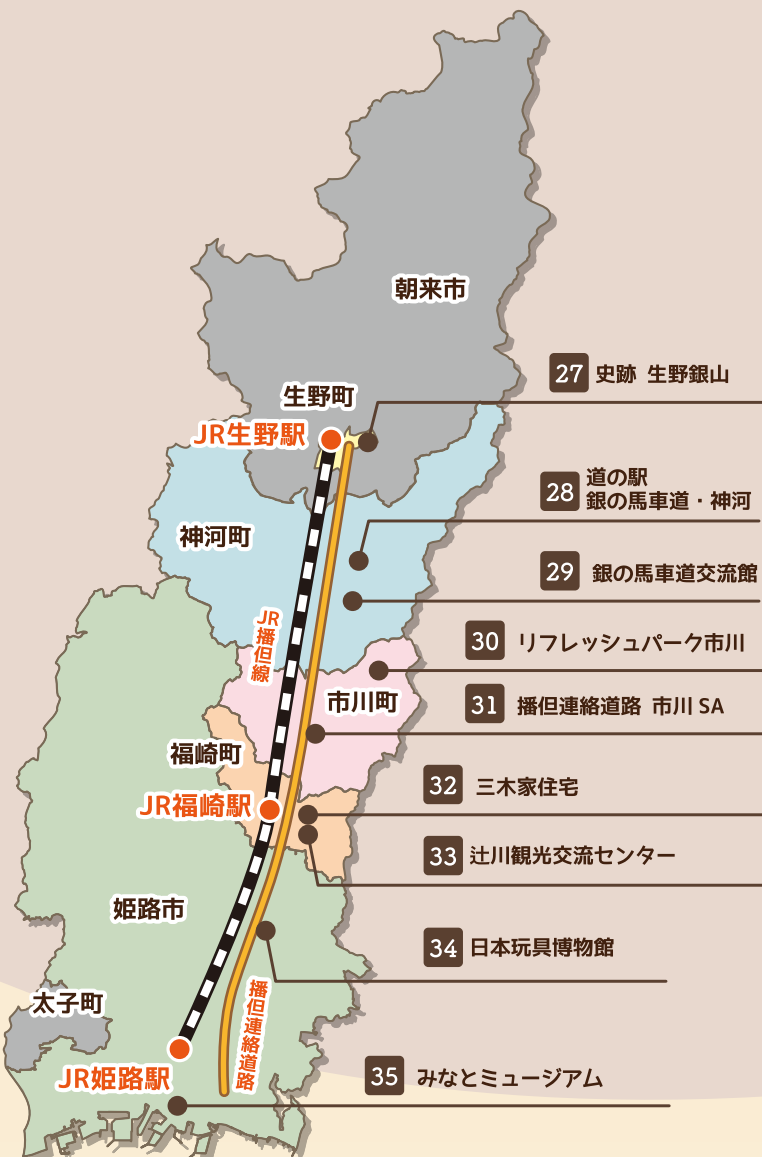 朝来市
27 史跡 生野銀山
生野町
JR生野駅
28 道の駅
銀の馬車道・神河
神河町
29 銀の馬車道交流館
JR播但線
30 リフレッシュパーク市川
市川町
31 播但連絡道路 市川SA
福崎町
32 三木家住宅
JR福崎駅
33 辻川観光交流センター
姫路市
34 日本玩具博物館
太子町
播但連絡道路
JR姫路駅
35 みなとミュージアム